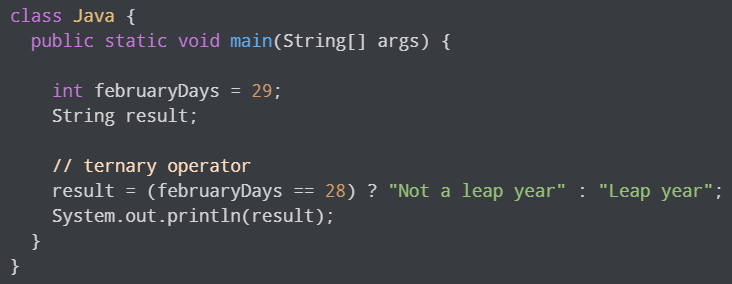 class Java {
  public static void main(String[] args) {

    int februaryDays = 29;
    String result;

    // ternary operator
    result = (februaryDays == 28) ? "Not a leap year" : "Leap year";
    System.out.println(result);
  }
}